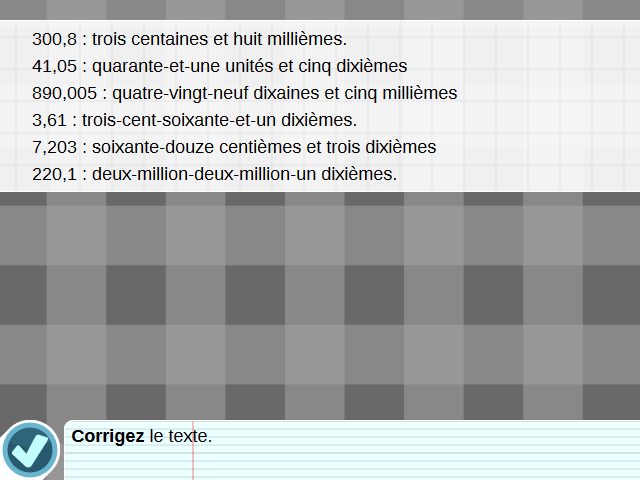 300,8 : trois centaines et huit millièmes.
41,05 : quarante-et-une unités et cinq dixièmes
890,005 : quatre-vingt-neuf dixaines et cinq millièmes
3,61 : trois-cent-soixante-et-un dixièmes.
7,203 : soixante-douze centièmes et trois dixièmes
220,1 : deux-million-deux-million-un dixièmes.
Corrigez le texte.